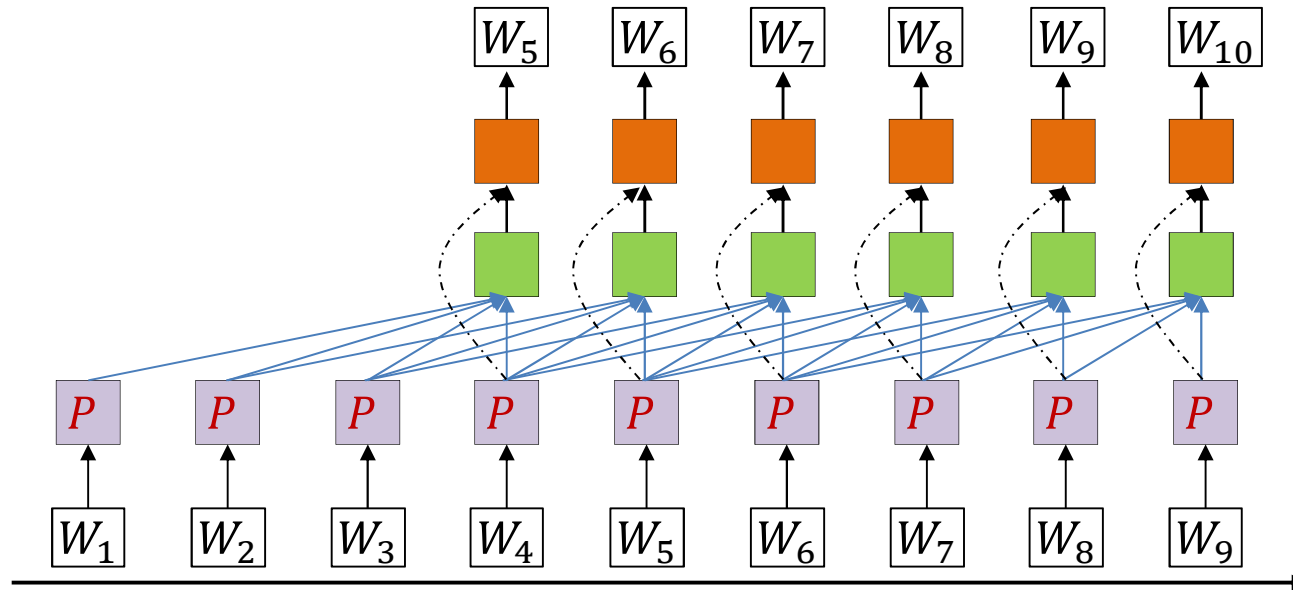 W₅ W₆ W₇ W₈ W₉ W₁₀
P P P P P P P P P
W₁ W₂ W₃ W₄ W₅ W₆ W₇ W₈ W₉